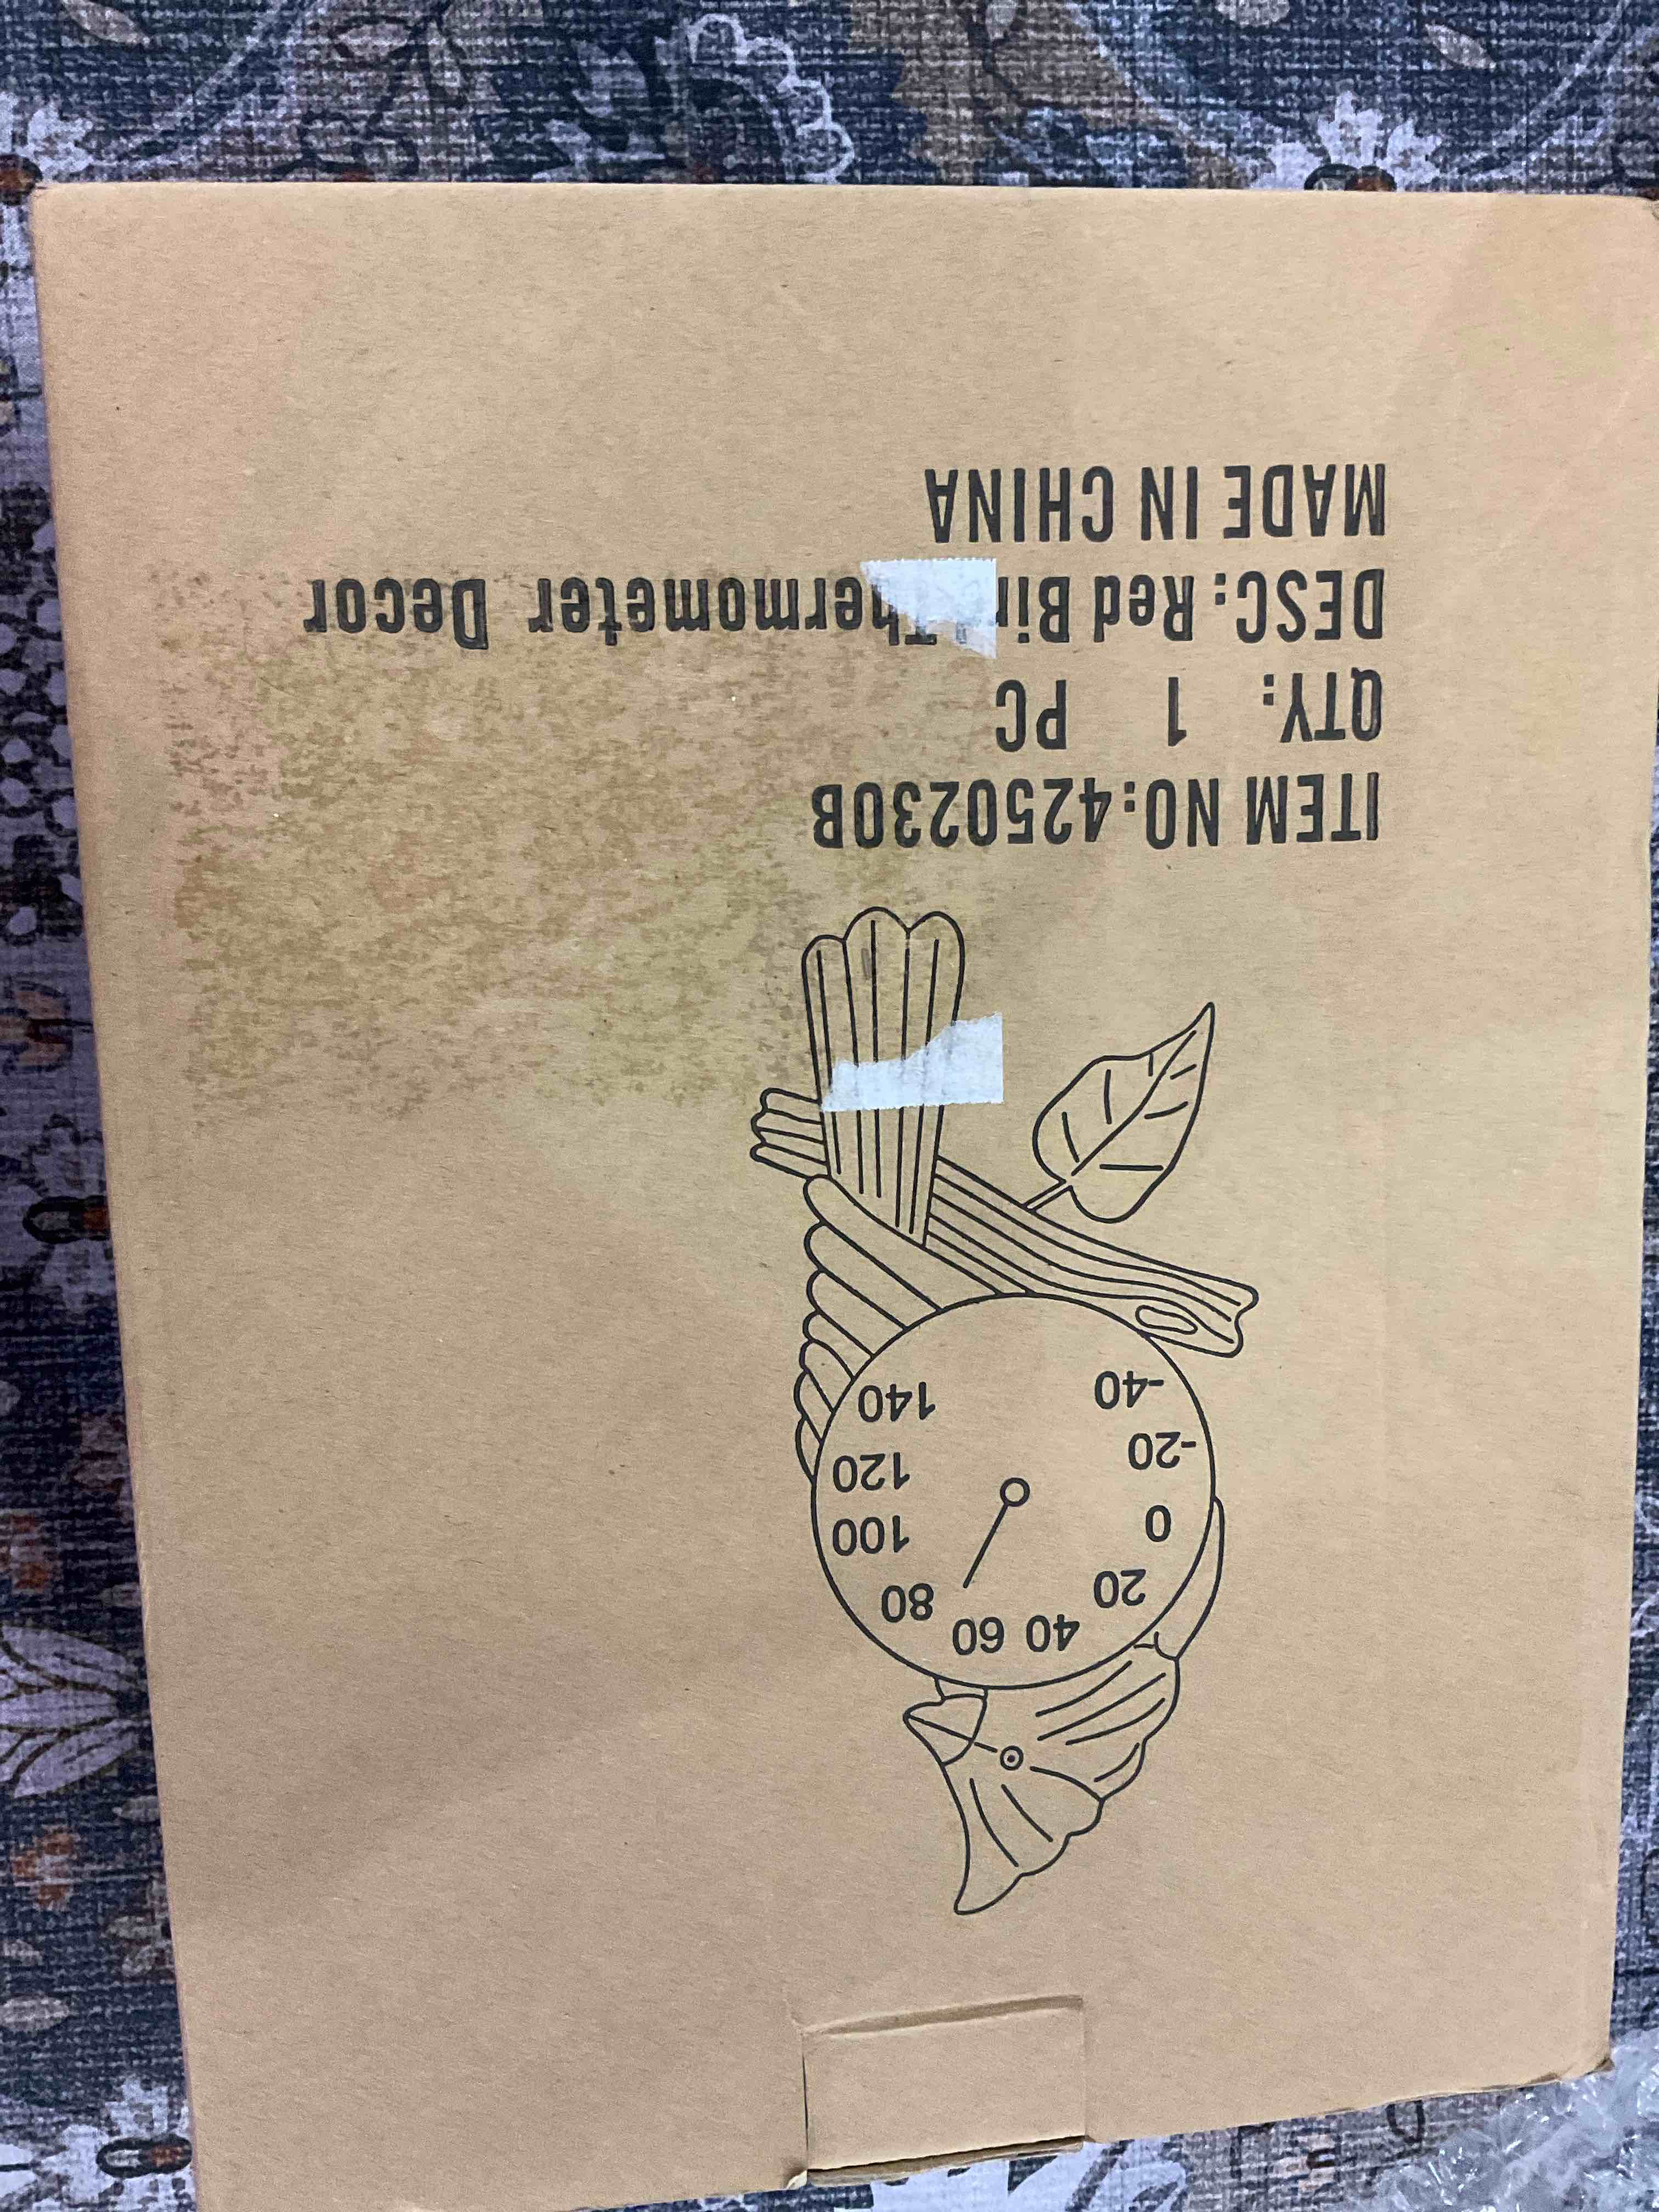 ITEM NO:4250230B
QTY: 1 PC
DESC:Red Bir Thermometer Decor
MADE IN CHINA
40 60
20 80
0 100
-20 120
-40 140